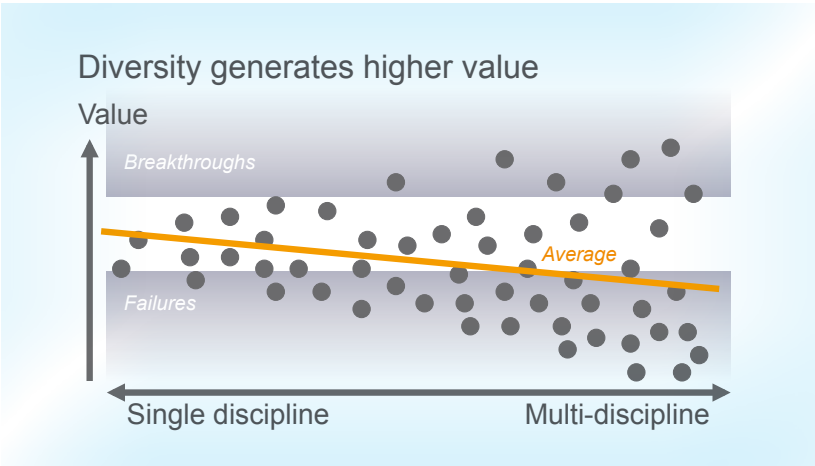 Diversity generates higher value
Value
Breakthroughs
Average
Failures
Single discipline
Multi-discipline